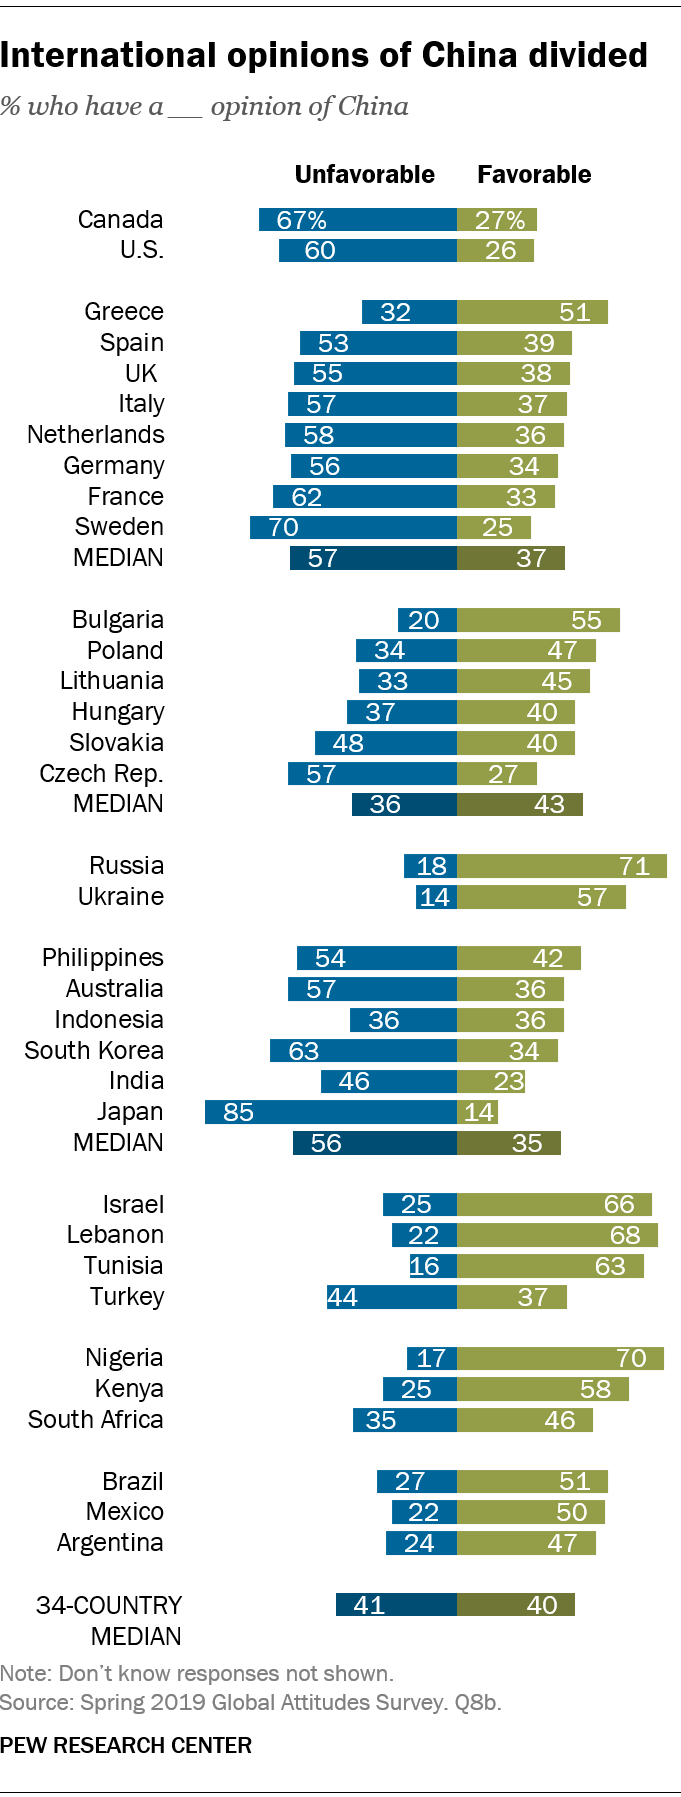 International opinions of China divided
% who have a __ opinion of China
Unfavorable Favorable
Canada 67% 27%
U.S. 60 26
Greece 32 51
Spain 53 39
UK 55 38
Italy 57 37
Netherlands 58 36
Germany 56 34
France 62 33
Sweden 70 25
MEDIAN 57 37
Bulgaria 20 55
Poland 34 47
Lithuania 33 45
Hungary 37 40
Slovakia 48 40
Czech Rep. 57 27
MEDIAN 36 43
Russia 18 71
Ukraine 14 57
Philippines 54 42
Australia 57 36
Indonesia 36 36
South Korea 63 34
India 46 23
Japan 85 14
MEDIAN 56 35
Israel 25 66
Lebanon 22 68
Tunisia 16 63
Turkey 44 37
Nigeria 17 70
Kenya 25 58
South Africa 35 46
Brazil 27 51
Mexico 22 50
Argentina 24 47
34-COUNTRY 41 40
MEDIAN
Note: Don’t know responses not shown.
Source: Spring 2019 Global Attitudes Survey. Q8b.
PEW RESEARCH CENTER